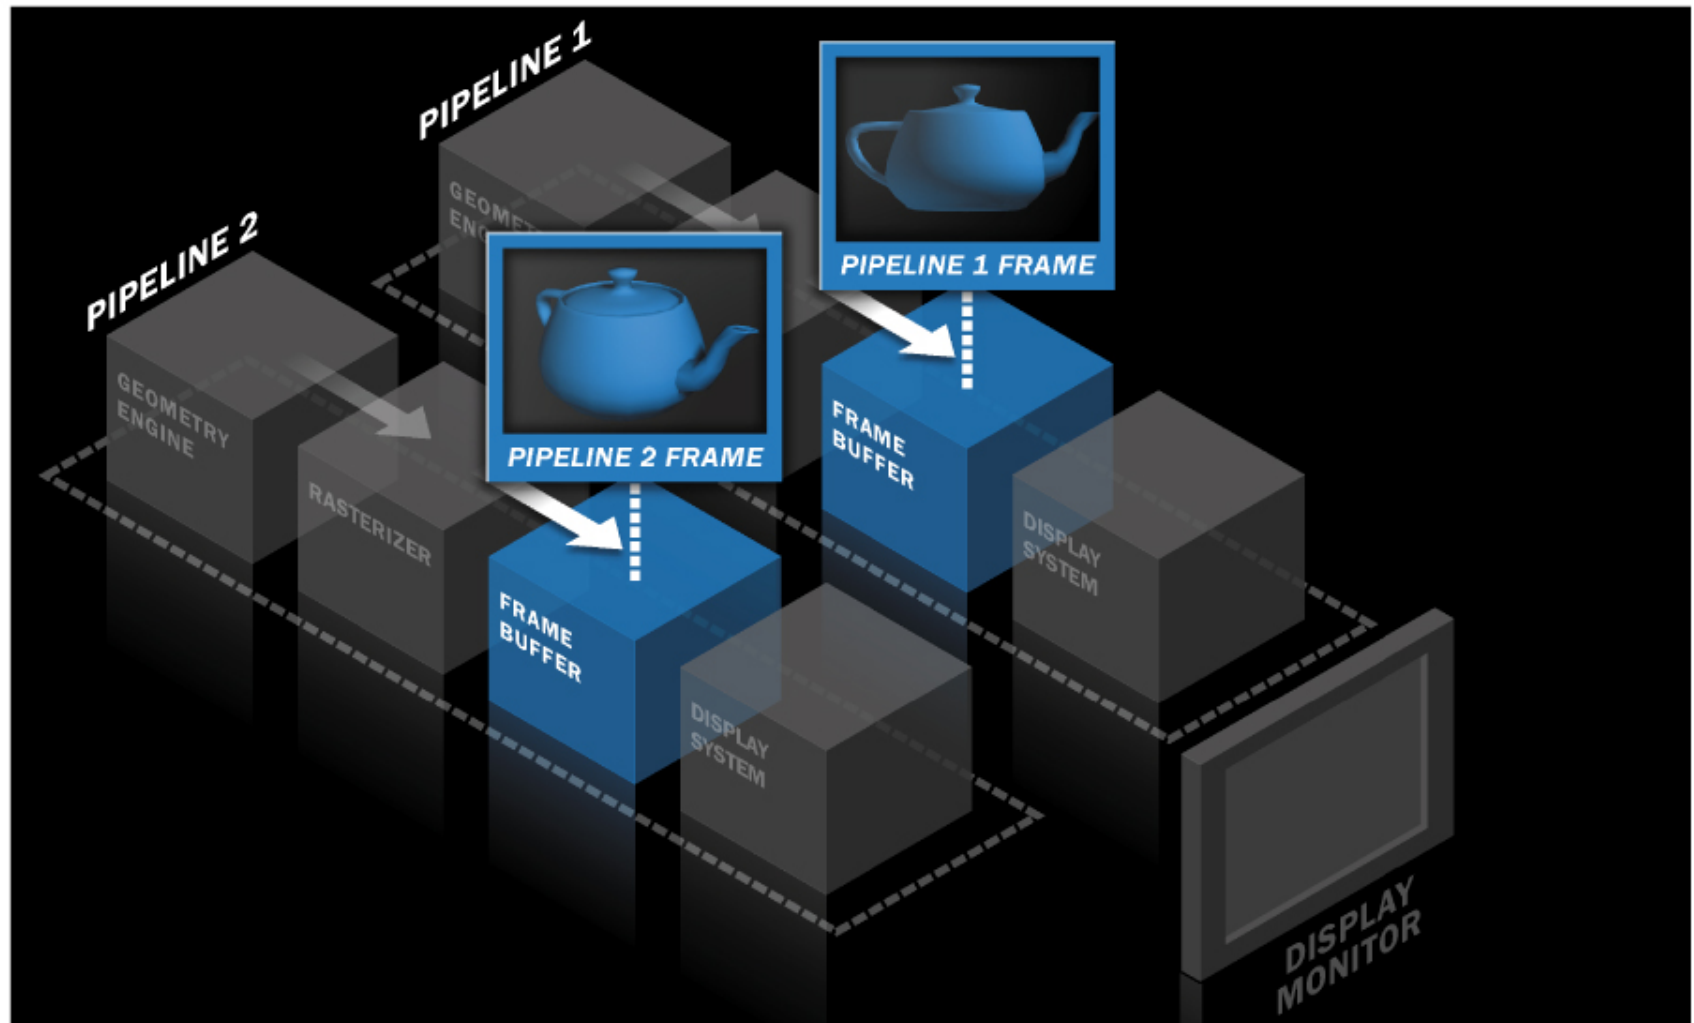 PIPELINE 1
GEOMETRY
PIPELINE 1 FRAME
FRAME
BUFFER
DISPLAY
SYSTEM
PIPELINE 2
GEOMETRY
ENGINE
RASTERIZER
PIPELINE 2 FRAME
FRAME
BUFFER
DISPLAY
SYSTEM
DISPLAY
MONITOR